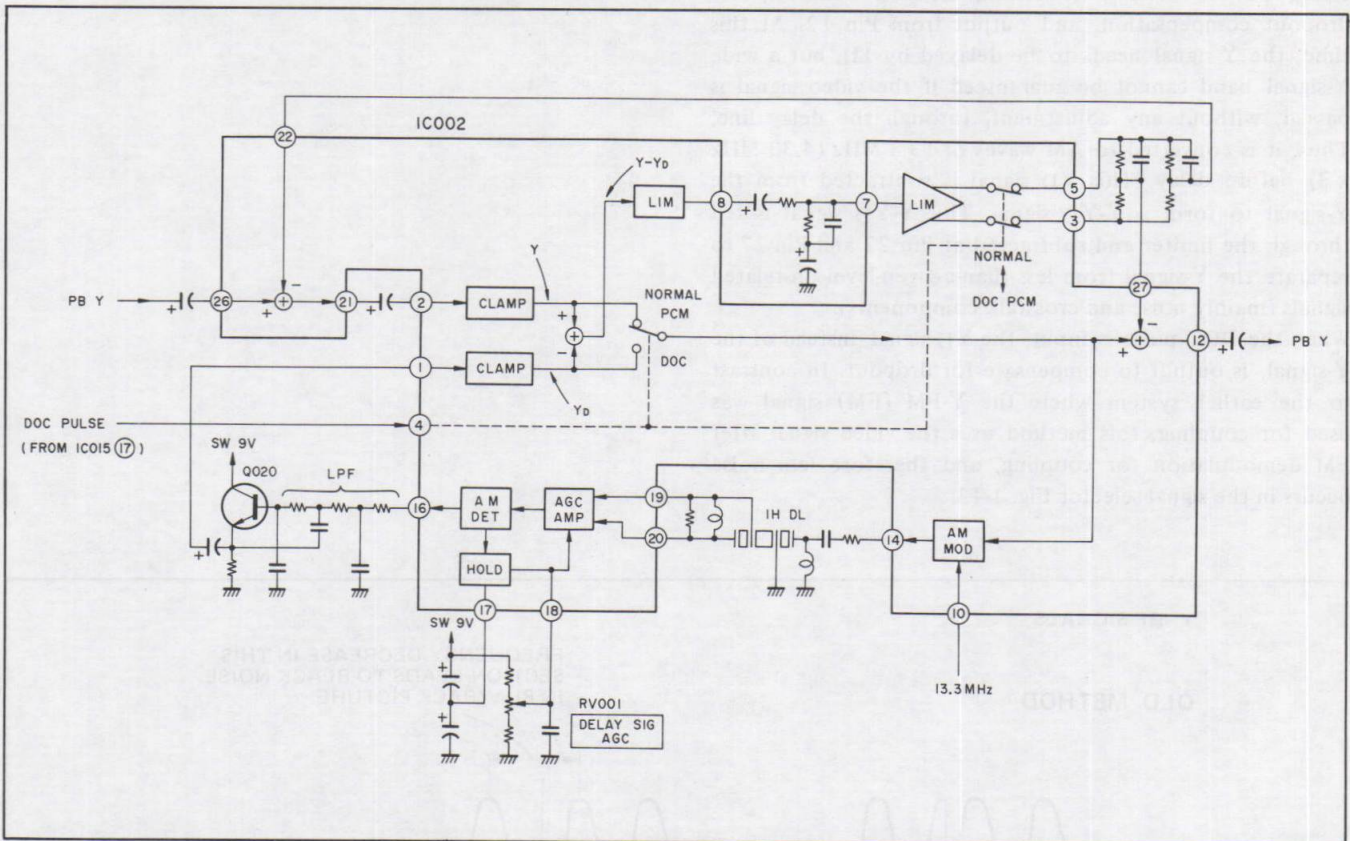 IC002
22
Y-YD
LIM
8
7
LIM
5
3
NORMAL
DOC PCM
27
PB Y
26
21
2
CLAMP
Y
NORMAL
PCM
DOC
12
PB Y
1
CLAMP
YD
DOC PULSE
(FROM IC015 17)
4
SW 9V
Q020
LPF
16
AM
DET
AGC
AMP
HOLD
19
20
1H DL
14
AM
MOD
17
18
10
SW 9V
RV001
DELAY SIG
AGC
13.3MHz